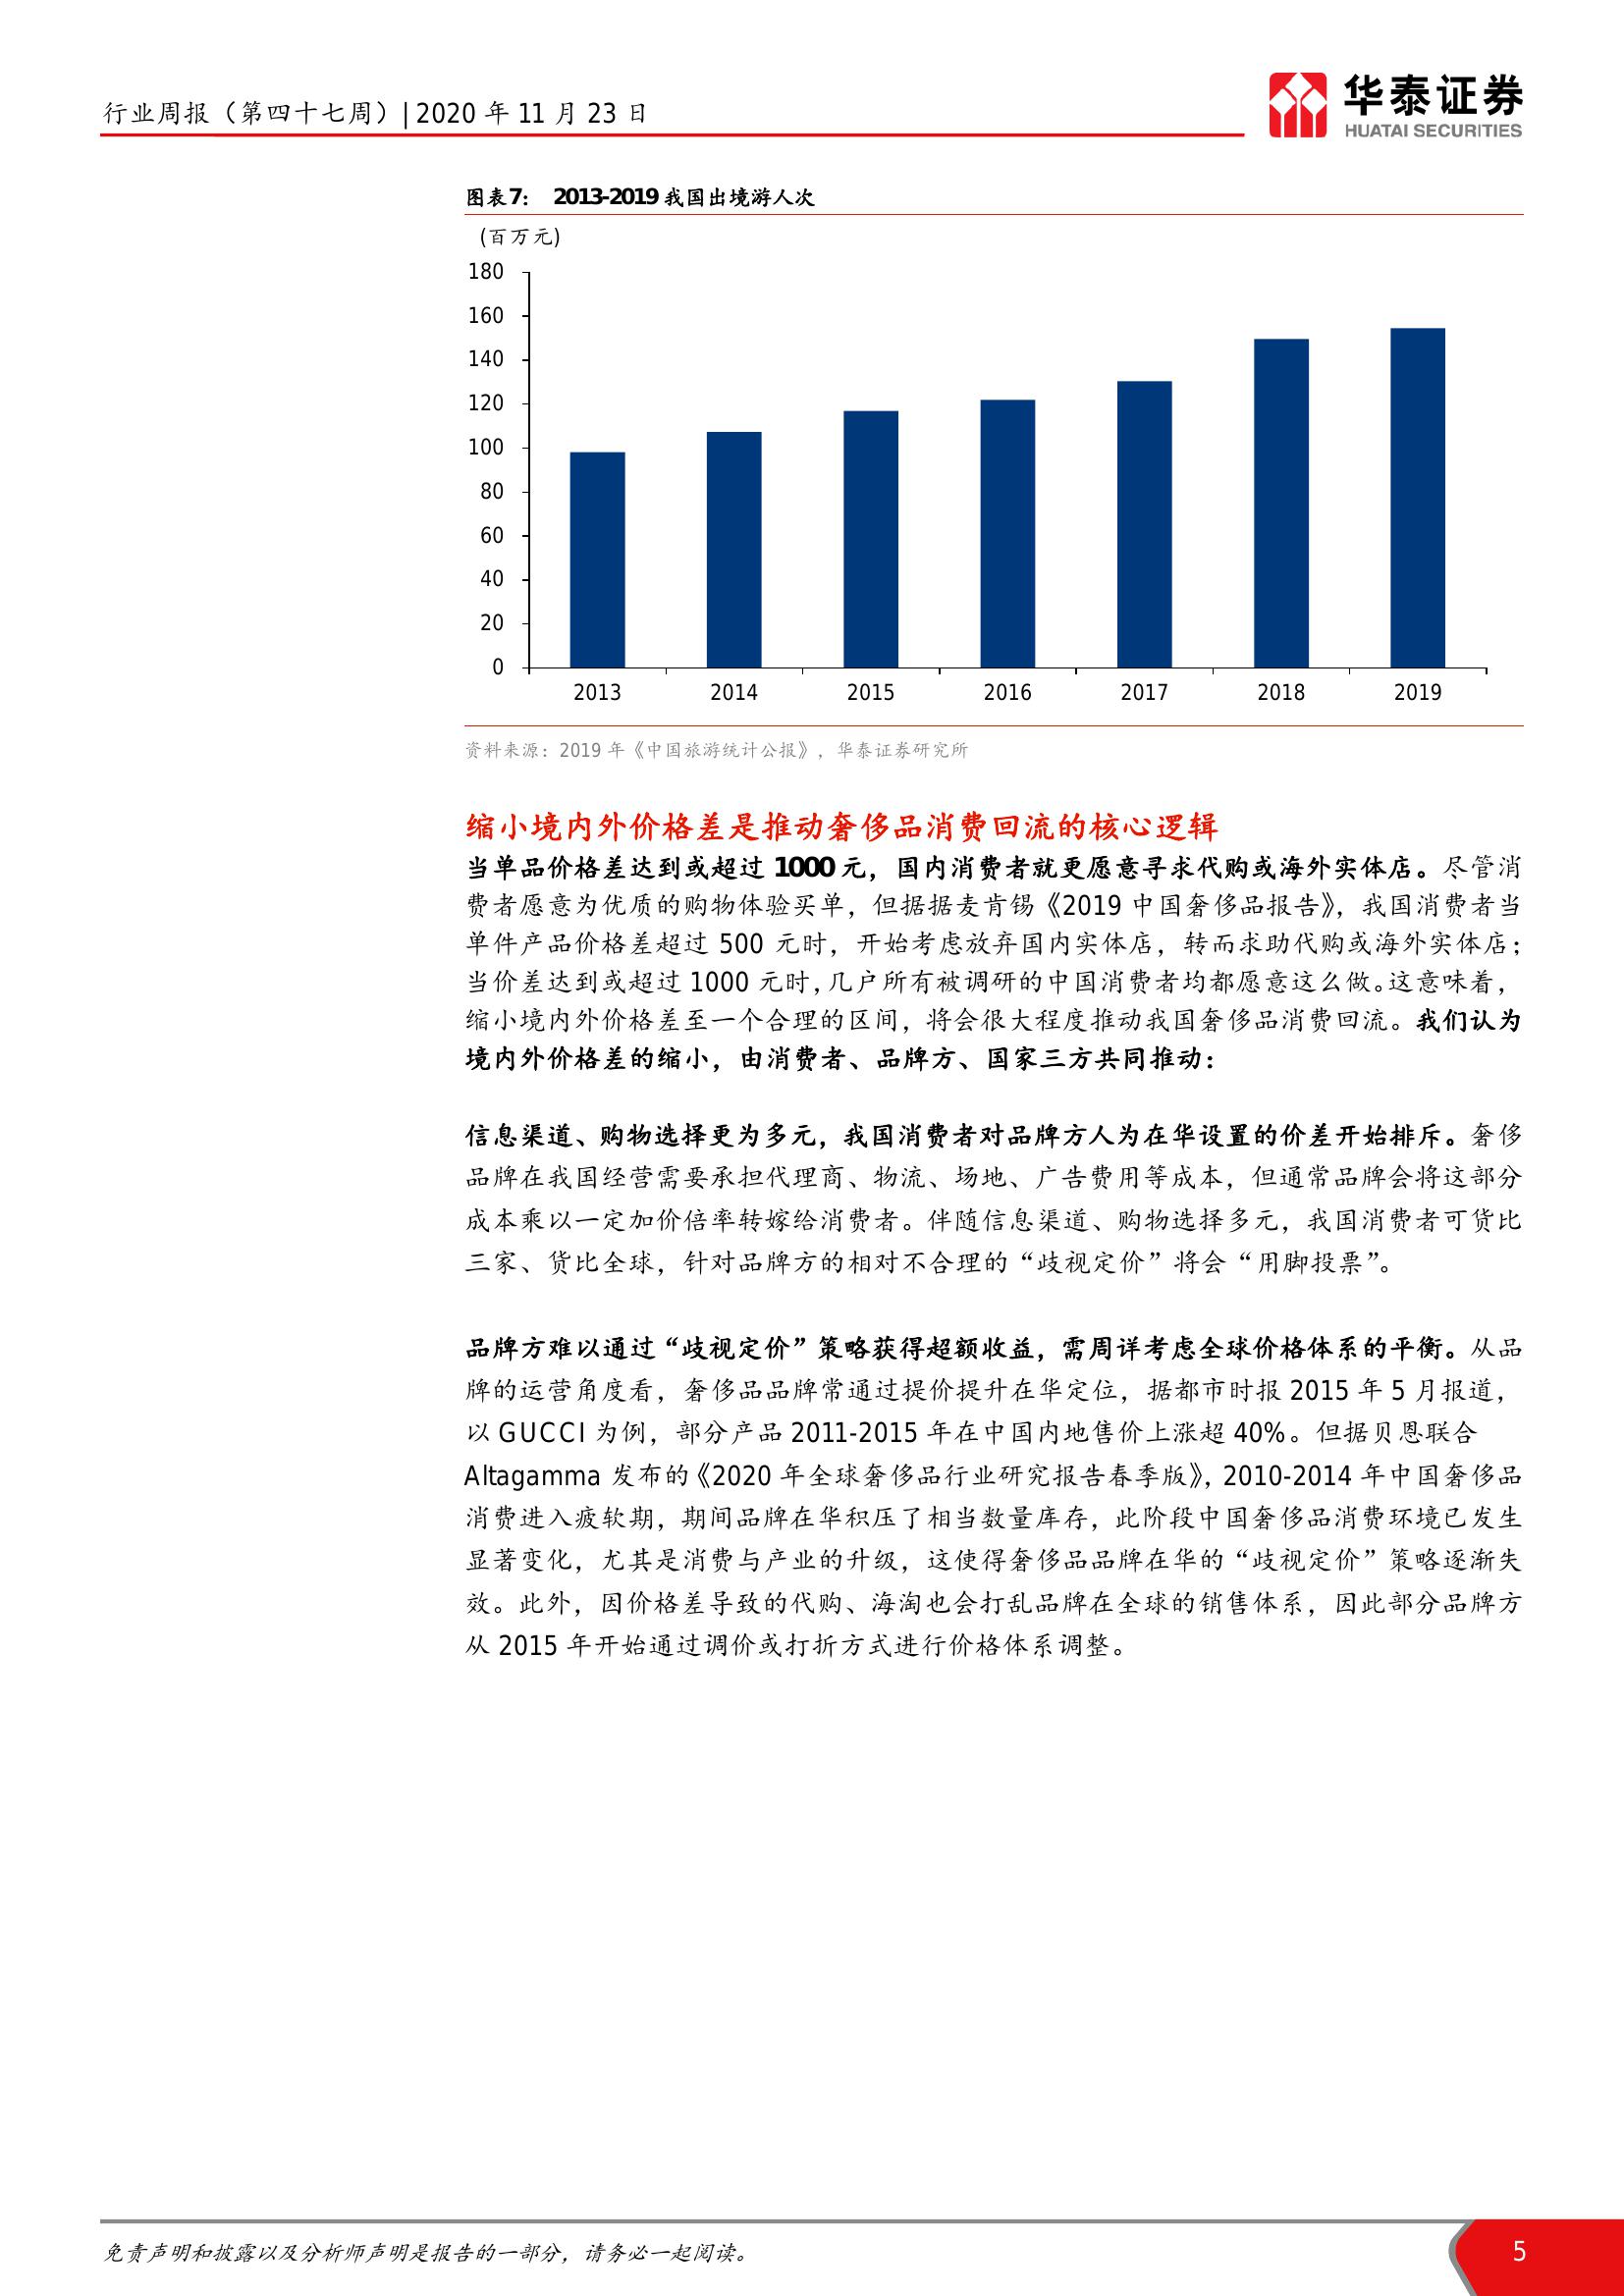 行业周报（第四十七周）| 2020 年 11 月 23 日
华泰证券
HUATAI SECURITIES
图表7： 2013-2019 我国出境游人次
(百万元)
180
160
140
120
100
80
60
40
20
0
2013 2014 2015 2016 2017 2018 2019
资料来源：2019 年《中国旅游统计公报》，华泰证券研究所
缩小境内外价格差是推动奢侈品消费回流的核心逻辑
当单品价格差达到或超过 1000 元，国内消费者就更愿意寻求代购或海外实体店。尽管消
费者愿意为优质的购物体验买单，但据据麦肯锡《2019 中国奢侈品报告》，我国消费者当
单件产品价格差超过 500 元时，开始考虑放弃国内实体店，转而求助代购或海外实体店；
当价差达到或超过 1000 元时，几户所有被调研的中国消费者均都愿意这么做。这意味着，
缩小境内外价格差至一个合理的区间，将会很大程度推动我国奢侈品消费回流。我们认为
境内外价格差的缩小，由消费者、品牌方、国家三方共同推动：
信息渠道、购物选择更为多元，我国消费者对品牌方人为在华设置的价差开始排斥。奢侈
品牌在我国经营需要承担代理商、物流、场地、广告费用等成本，但通常品牌会将这部分
成本乘以一定加价倍率转嫁给消费者。伴随信息渠道、购物选择多元，我国消费者可货比
三家、货比全球，针对品牌方的相对不合理的“歧视定价”将会“用脚投票”。
品牌方难以通过“歧视定价”策略获得超额收益，需周详考虑全球价格体系的平衡。从品
牌的运营角度看，奢侈品品牌常通过提价提升在华定位，据都市时报 2015 年 5 月报道，
以 GUCCI 为例，部分产品 2011-2015 年在中国内地售价上涨超 40%。但据贝恩联合
Altagamma 发布的《2020 年全球奢侈品行业研究报告春季版》，2010-2014 年中国奢侈品
消费进入疲软期，期间品牌在华积压了相当数量库存，此阶段中国奢侈品消费环境已发生
显著变化，尤其是消费与产业的升级，这使得奢侈品品牌在华的“歧视定价”策略逐渐失
效。此外，因价格差导致的代购、海淘也会打乱品牌在全球的销售体系，因此部分品牌方
从 2015 年开始通过调价或打折方式进行价格体系调整。
免责声明和披露以及分析师声明是报告的一部分，请务必一起阅读。
5